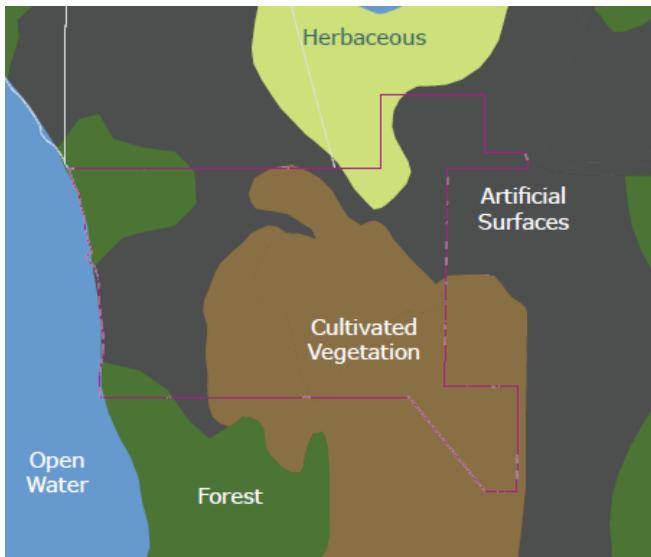 Herbaceous
Artificial
Surfaces
Cultivated
Vegetation
Open
Water
Forest